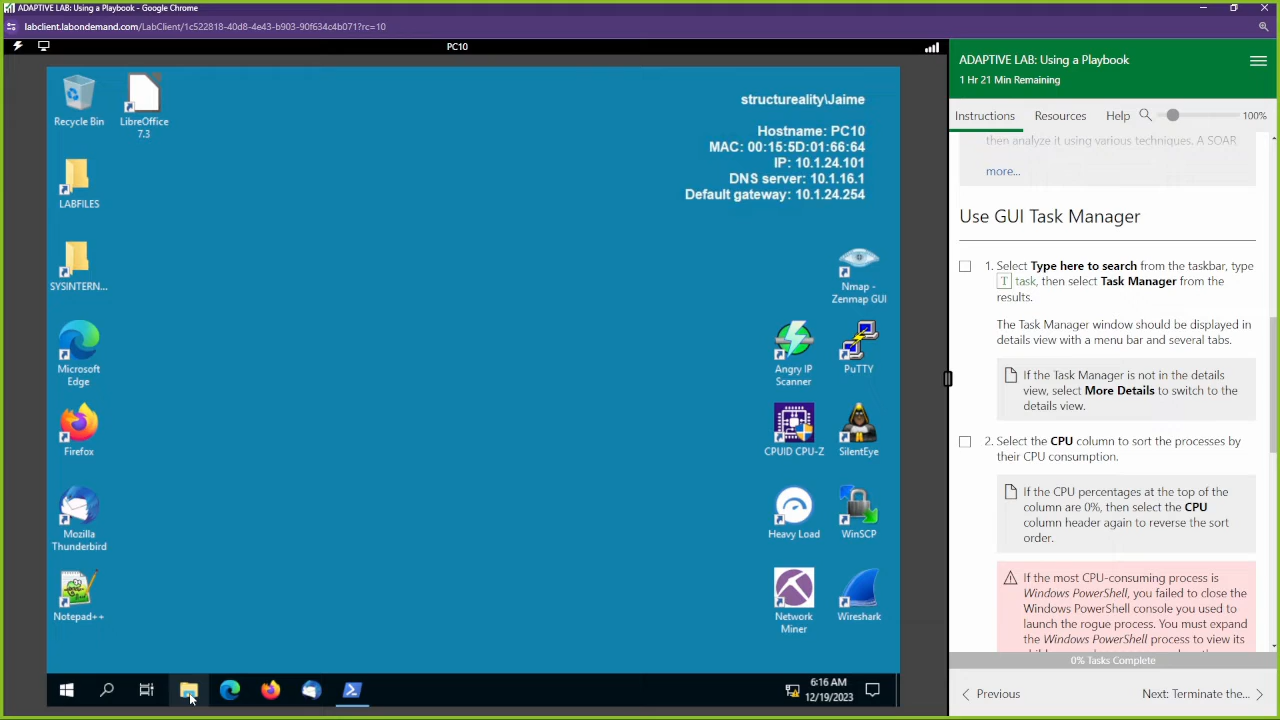 ADAPTIVE LAB: Using a Playbook - Google Chrome
labclient.labondemand.com/LabClient/1c522818-40d8-4e43-b903-90f634c4b071?rc=10
PC10
Recycle Bin
LibreOffice
7.3
LABFILES
SYSINTERN...
Microsoft
Edge
Firefox
Mozilla
Thunderbird
Notepad++
structureality\Jaime
Hostname: PC10
MAC: 00:15:5D:01:66:64
IP: 10.1.24.101
DNS server: 10.1.16.1
Default gateway: 10.1.24.254
Nmap -
Zenmap GUI
Angry IP
Scanner
PuTTY
CPUID CPU-Z
SilentEye
Heavy Load
WinSCP
Network
Miner
Wireshark
6:16 AM
12/19/2023
ADAPTIVE LAB: Using a Playbook
1 Hr 21 Min Remaining
Instructions
Resources
Help
100%
then analyze it using various techniques. A SOAR
more...
Use GUI Task Manager
1. Select Type here to search from the taskbar, type
T task, then select Task Manager from the
results.
The Task Manager window should be displayed in
details view with a menu bar and several tabs.
If the Task Manager is not in the details
view, select More Details to switch to the
details view.
2. Select the CPU column to sort the processes by
their CPU consumption.
If the CPU percentages at the top of the
column are 0%, then select the CPU
column header again to reverse the sort
order.
If the most CPU-consuming process is
Windows PowerShell, you failed to close the
Windows PowerShell console you used to
launch the rogue process. You must expand
the Windows PowerShell process to view its
0% Tasks Complete
Previous
Next: Terminate the...